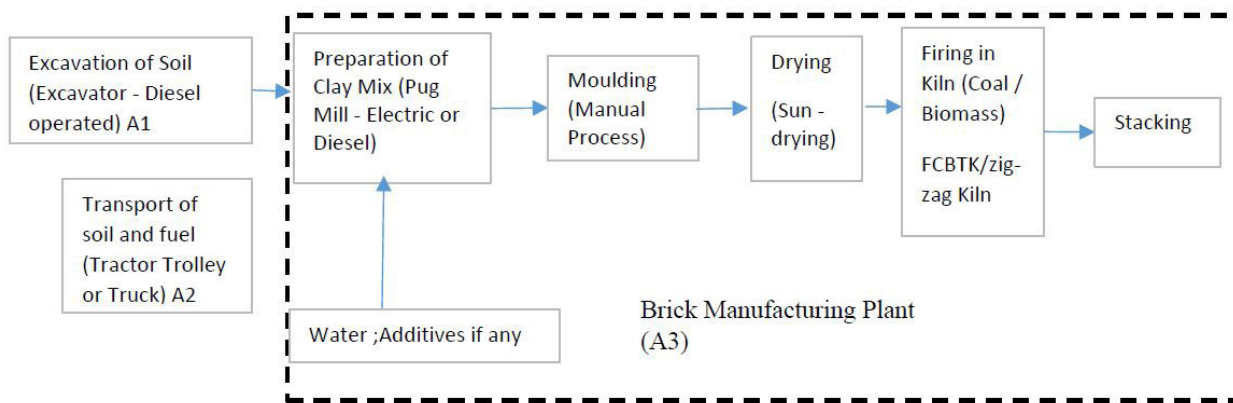 Excavation of Soil
(Excavator - Diesel
operated) A1
Transport of
soil and fuel
(Tractor Trolley
or Truck) A2
Preparation of
Clay Mix (Pug
Mill - Electric or
Diesel)
Water ;Additives if any
Moulding
(Manual
Process)
Drying
(Sun -
drying)
Firing in
Kiln (Coal /
Biomass)
FCBTK/zig-
zag Kiln
Stacking
Brick Manufacturing Plant
(A3)